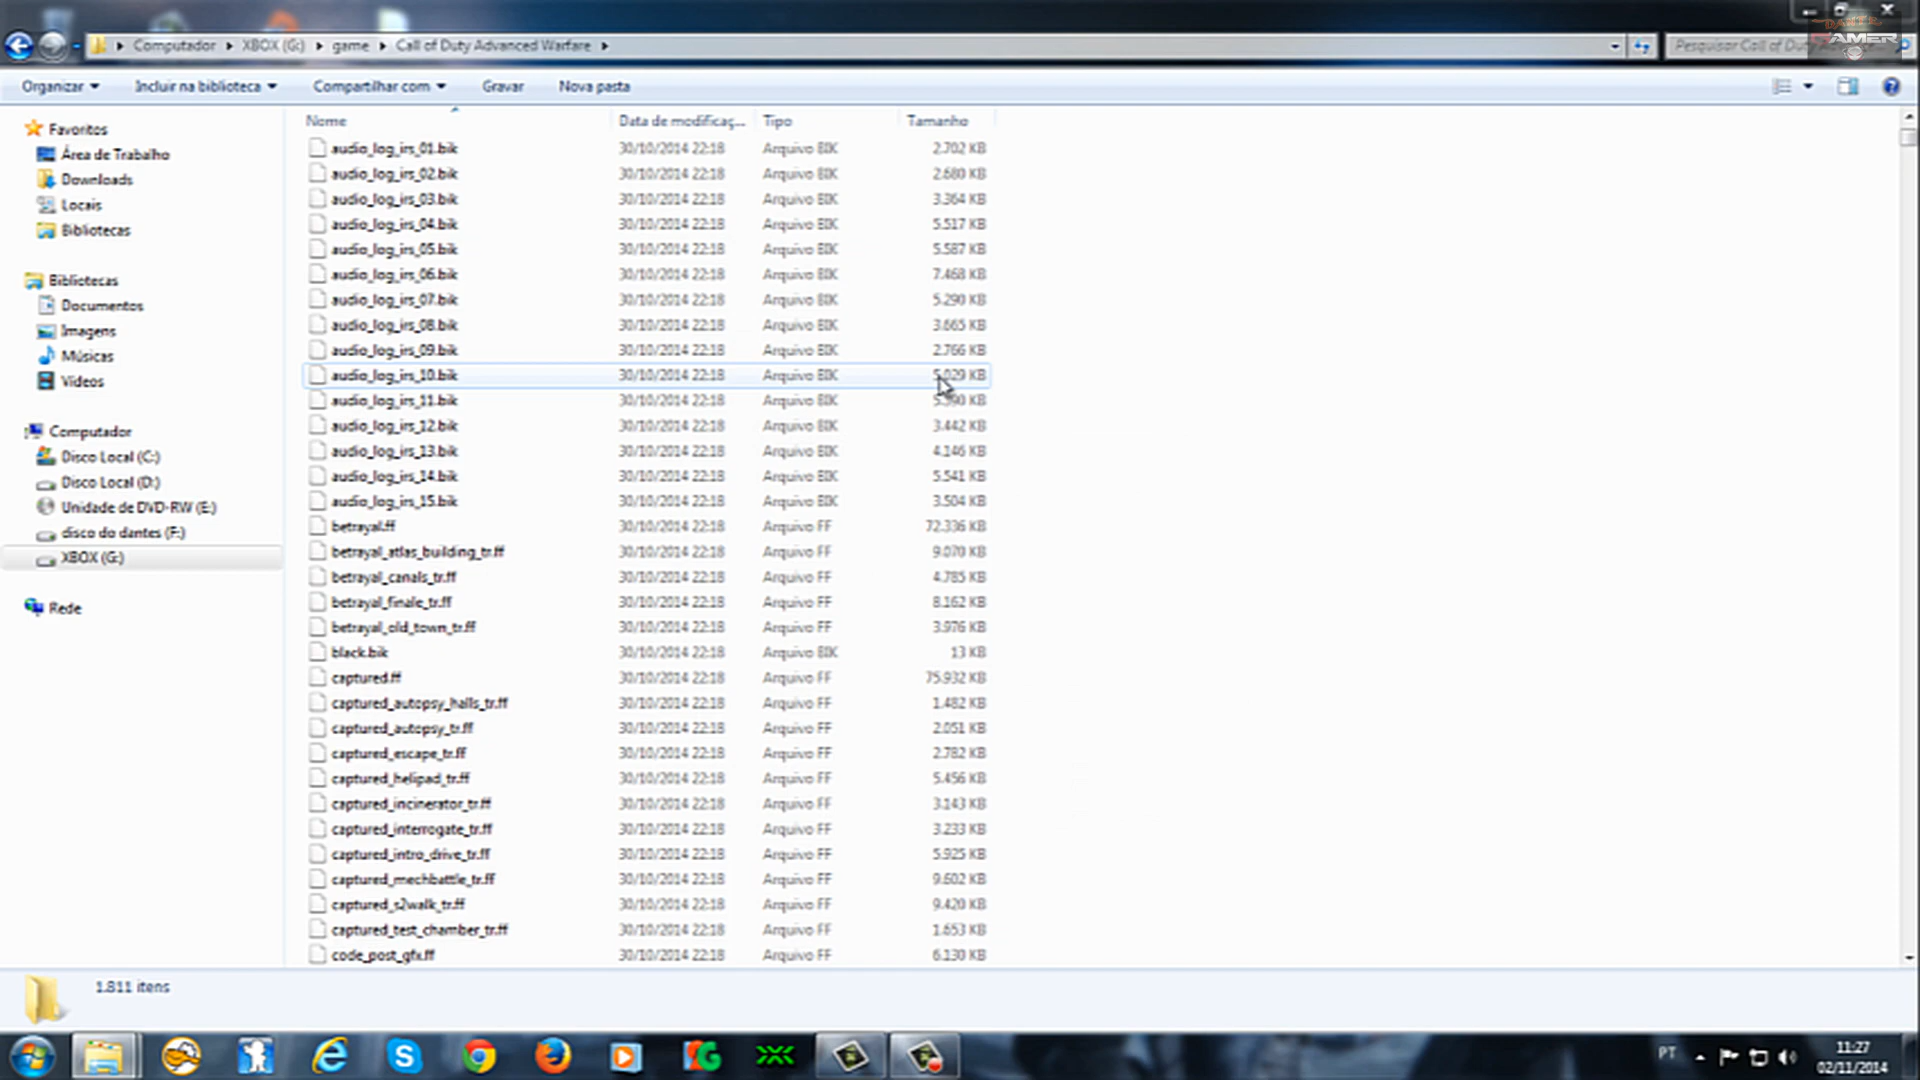 Computador XBOX (G:) game Call of Duty Advanced Warfare
Pesquisar Call of Duty Adva
DANTE
GAMER
Organizar Incluir na biblioteca Compartilhar com Gravar Nova pasta
Nome Data de modificaç... Tipo Tamanho
Favoritos
Área de Trabalho
Downloads
Locais
Bibliotecas
Bibliotecas
Documentos
Imagens
Músicas
Vídeos
Computador
Disco Local (C:)
Disco Local (D:)
Unidade de DVD-RW (E:)
disco do dantes (F:)
XBOX (G:)
Rede
audio_log_irs_01.bik 30/10/2014 22:18 Arquivo BIK 2.702 KB
audio_log_irs_02.bik 30/10/2014 22:18 Arquivo BIK 2.680 KB
audio_log_irs_03.bik 30/10/2014 22:18 Arquivo BIK 3.364 KB
audio_log_irs_04.bik 30/10/2014 22:18 Arquivo BIK 5.517 KB
audio_log_irs_05.bik 30/10/2014 22:18 Arquivo BIK 5.587 KB
audio_log_irs_06.bik 30/10/2014 22:18 Arquivo BIK 7.468 KB
audio_log_irs_07.bik 30/10/2014 22:18 Arquivo BIK 5.290 KB
audio_log_irs_08.bik 30/10/2014 22:18 Arquivo BIK 3.665 KB
audio_log_irs_09.bik 30/10/2014 22:18 Arquivo BIK 2.766 KB
audio_log_irs_10.bik 30/10/2014 22:18 Arquivo BIK 5.029 KB
audio_log_irs_11.bik 30/10/2014 22:18 Arquivo BIK 5.390 KB
audio_log_irs_12.bik 30/10/2014 22:18 Arquivo BIK 3.442 KB
audio_log_irs_13.bik 30/10/2014 22:18 Arquivo BIK 4.146 KB
audio_log_irs_14.bik 30/10/2014 22:18 Arquivo BIK 5.541 KB
audio_log_irs_15.bik 30/10/2014 22:18 Arquivo BIK 3.504 KB
betrayal.ff 30/10/2014 22:18 Arquivo FF 72.336 KB
betrayal_atlas_building_tr.ff 30/10/2014 22:18 Arquivo FF 9.070 KB
betrayal_canals_tr.ff 30/10/2014 22:18 Arquivo FF 4.785 KB
betrayal_finale_tr.ff 30/10/2014 22:18 Arquivo FF 8.162 KB
betrayal_old_town_tr.ff 30/10/2014 22:18 Arquivo FF 3.976 KB
black.bik 30/10/2014 22:18 Arquivo BIK 13 KB
captured.ff 30/10/2014 22:18 Arquivo FF 75.932 KB
captured_autopsy_halls_tr.ff 30/10/2014 22:18 Arquivo FF 1.482 KB
captured_autopsy_tr.ff 30/10/2014 22:18 Arquivo FF 2.051 KB
captured_escape_tr.ff 30/10/2014 22:18 Arquivo FF 2.782 KB
captured_helipad_tr.ff 30/10/2014 22:18 Arquivo FF 5.456 KB
captured_incinerator_tr.ff 30/10/2014 22:18 Arquivo FF 3.143 KB
captured_interrogate_tr.ff 30/10/2014 22:18 Arquivo FF 3.233 KB
captured_intro_drive_tr.ff 30/10/2014 22:18 Arquivo FF 5.925 KB
captured_mechbattle_tr.ff 30/10/2014 22:18 Arquivo FF 9.602 KB
captured_s2walk_tr.ff 30/10/2014 22:18 Arquivo FF 9.420 KB
captured_test_chamber_tr.ff 30/10/2014 22:18 Arquivo FF 1.653 KB
code_post_gfx.ff 30/10/2014 22:18 Arquivo FF 6.130 KB
1.811 itens
PT
11:27
02/11/2014